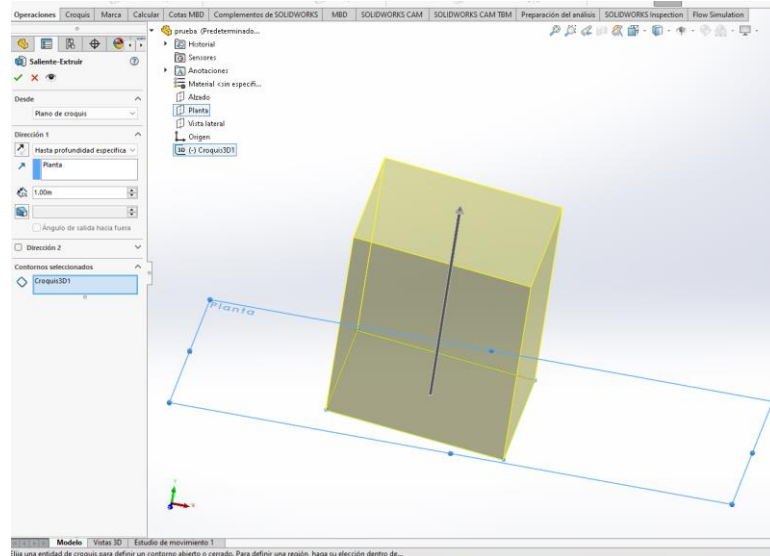 Operaciones Croquis Marca Calcular Cotas MBD Complementos de SOLIDWORKS MBD SOLIDWORKS CAM SOLIDWORKS CAM TBM Preparación del análisis SOLIDWORKS Inspection Flow Simulation
prueba (Predeterminado...
Historial
Sensores
Anotaciones
Material <sin especifi...
Alzado
Planta
Vista lateral
Origen
3D (-) Croquis3D1
Saliente-Extruir
Desde
Plano de croquis
Dirección 1
Hasta profundidad específica
Planta
1.00m
Ángulo de salida hacia fuera
Dirección 2
Contornos seleccionados
Croquis3D1
Planta
Modelo Vistas 3D Estudio de movimiento 1
Elija una entidad de croquis para definir un contorno abierto o cerrado. Para definir una región, haga su elección dentro de...